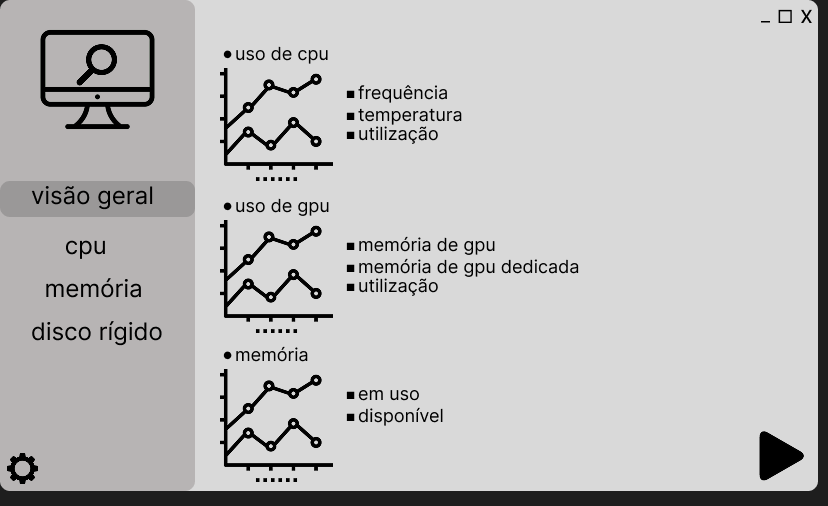 X
visão geral
cpu
memória
disco rígido
uso de cpu
frequência
temperatura
utilização
uso de gpu
memória de gpu
memória de gpu dedicada
utilização
memória
em uso
disponível